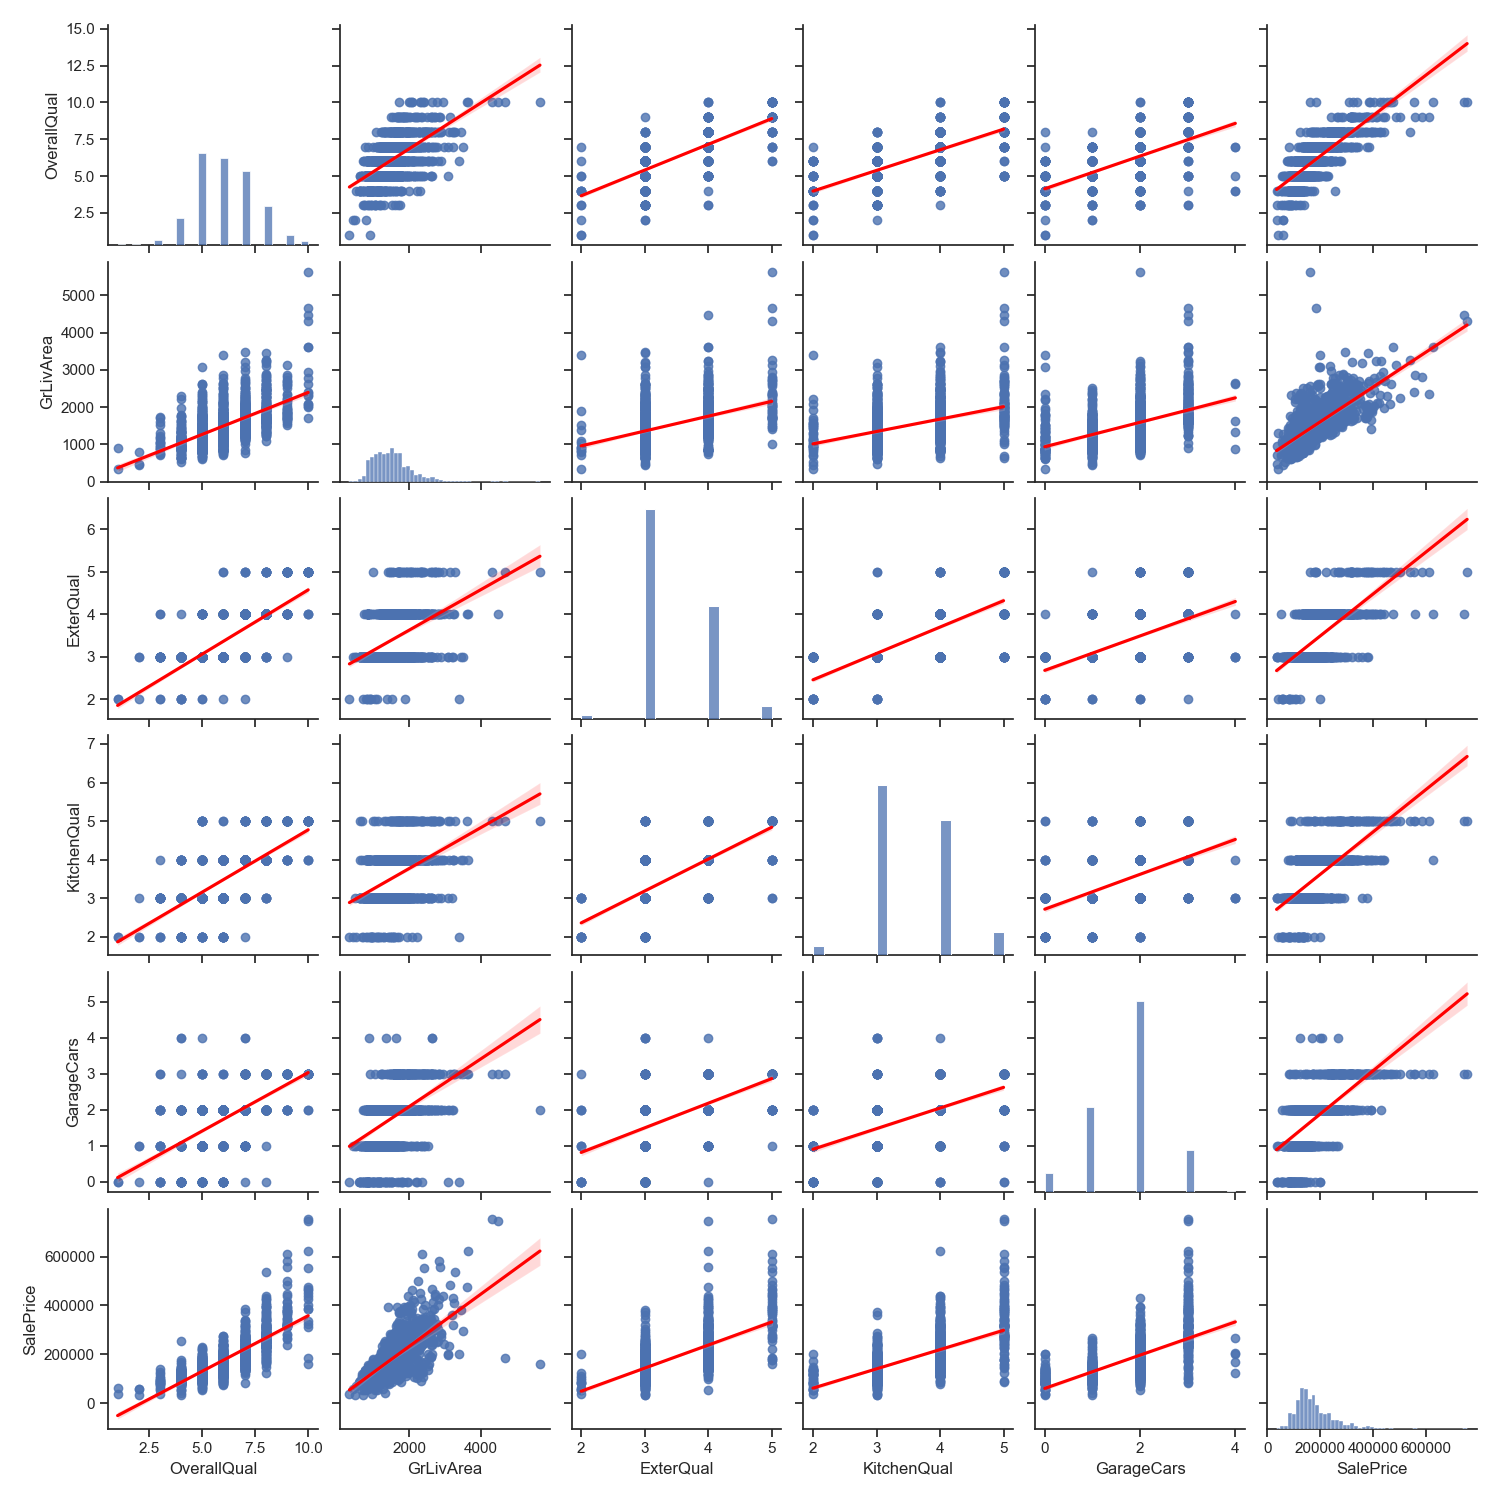 15.0
12.5
10.0
7.5
5.0
2.5
OverallQual
5000
4000
3000
2000
1000
0
GrLivArea
6
5
4
3
2
ExterQual
7
6
5
4
3
2
KitchenQual
5
4
3
2
1
0
GarageCars
600000
400000
200000
0
SalePrice
2.5 5.0 7.5 10.0
OverallQual
2000 4000
GrLivArea
2 3 4 5
ExterQual
2 3 4 5
KitchenQual
0 2 4
GarageCars
0 200000 400000 600000
SalePrice